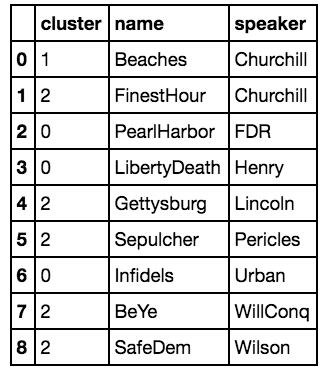 cluster name speaker
0 1 Beaches Churchill
1 2 FinestHour Churchill
2 0 PearlHarbor FDR
3 0 LibertyDeath Henry
4 2 Gettysburg Lincoln
5 2 Sepulcher Pericles
6 0 Infidels Urban
7 2 BeYe WillConq
8 2 SafeDem Wilson